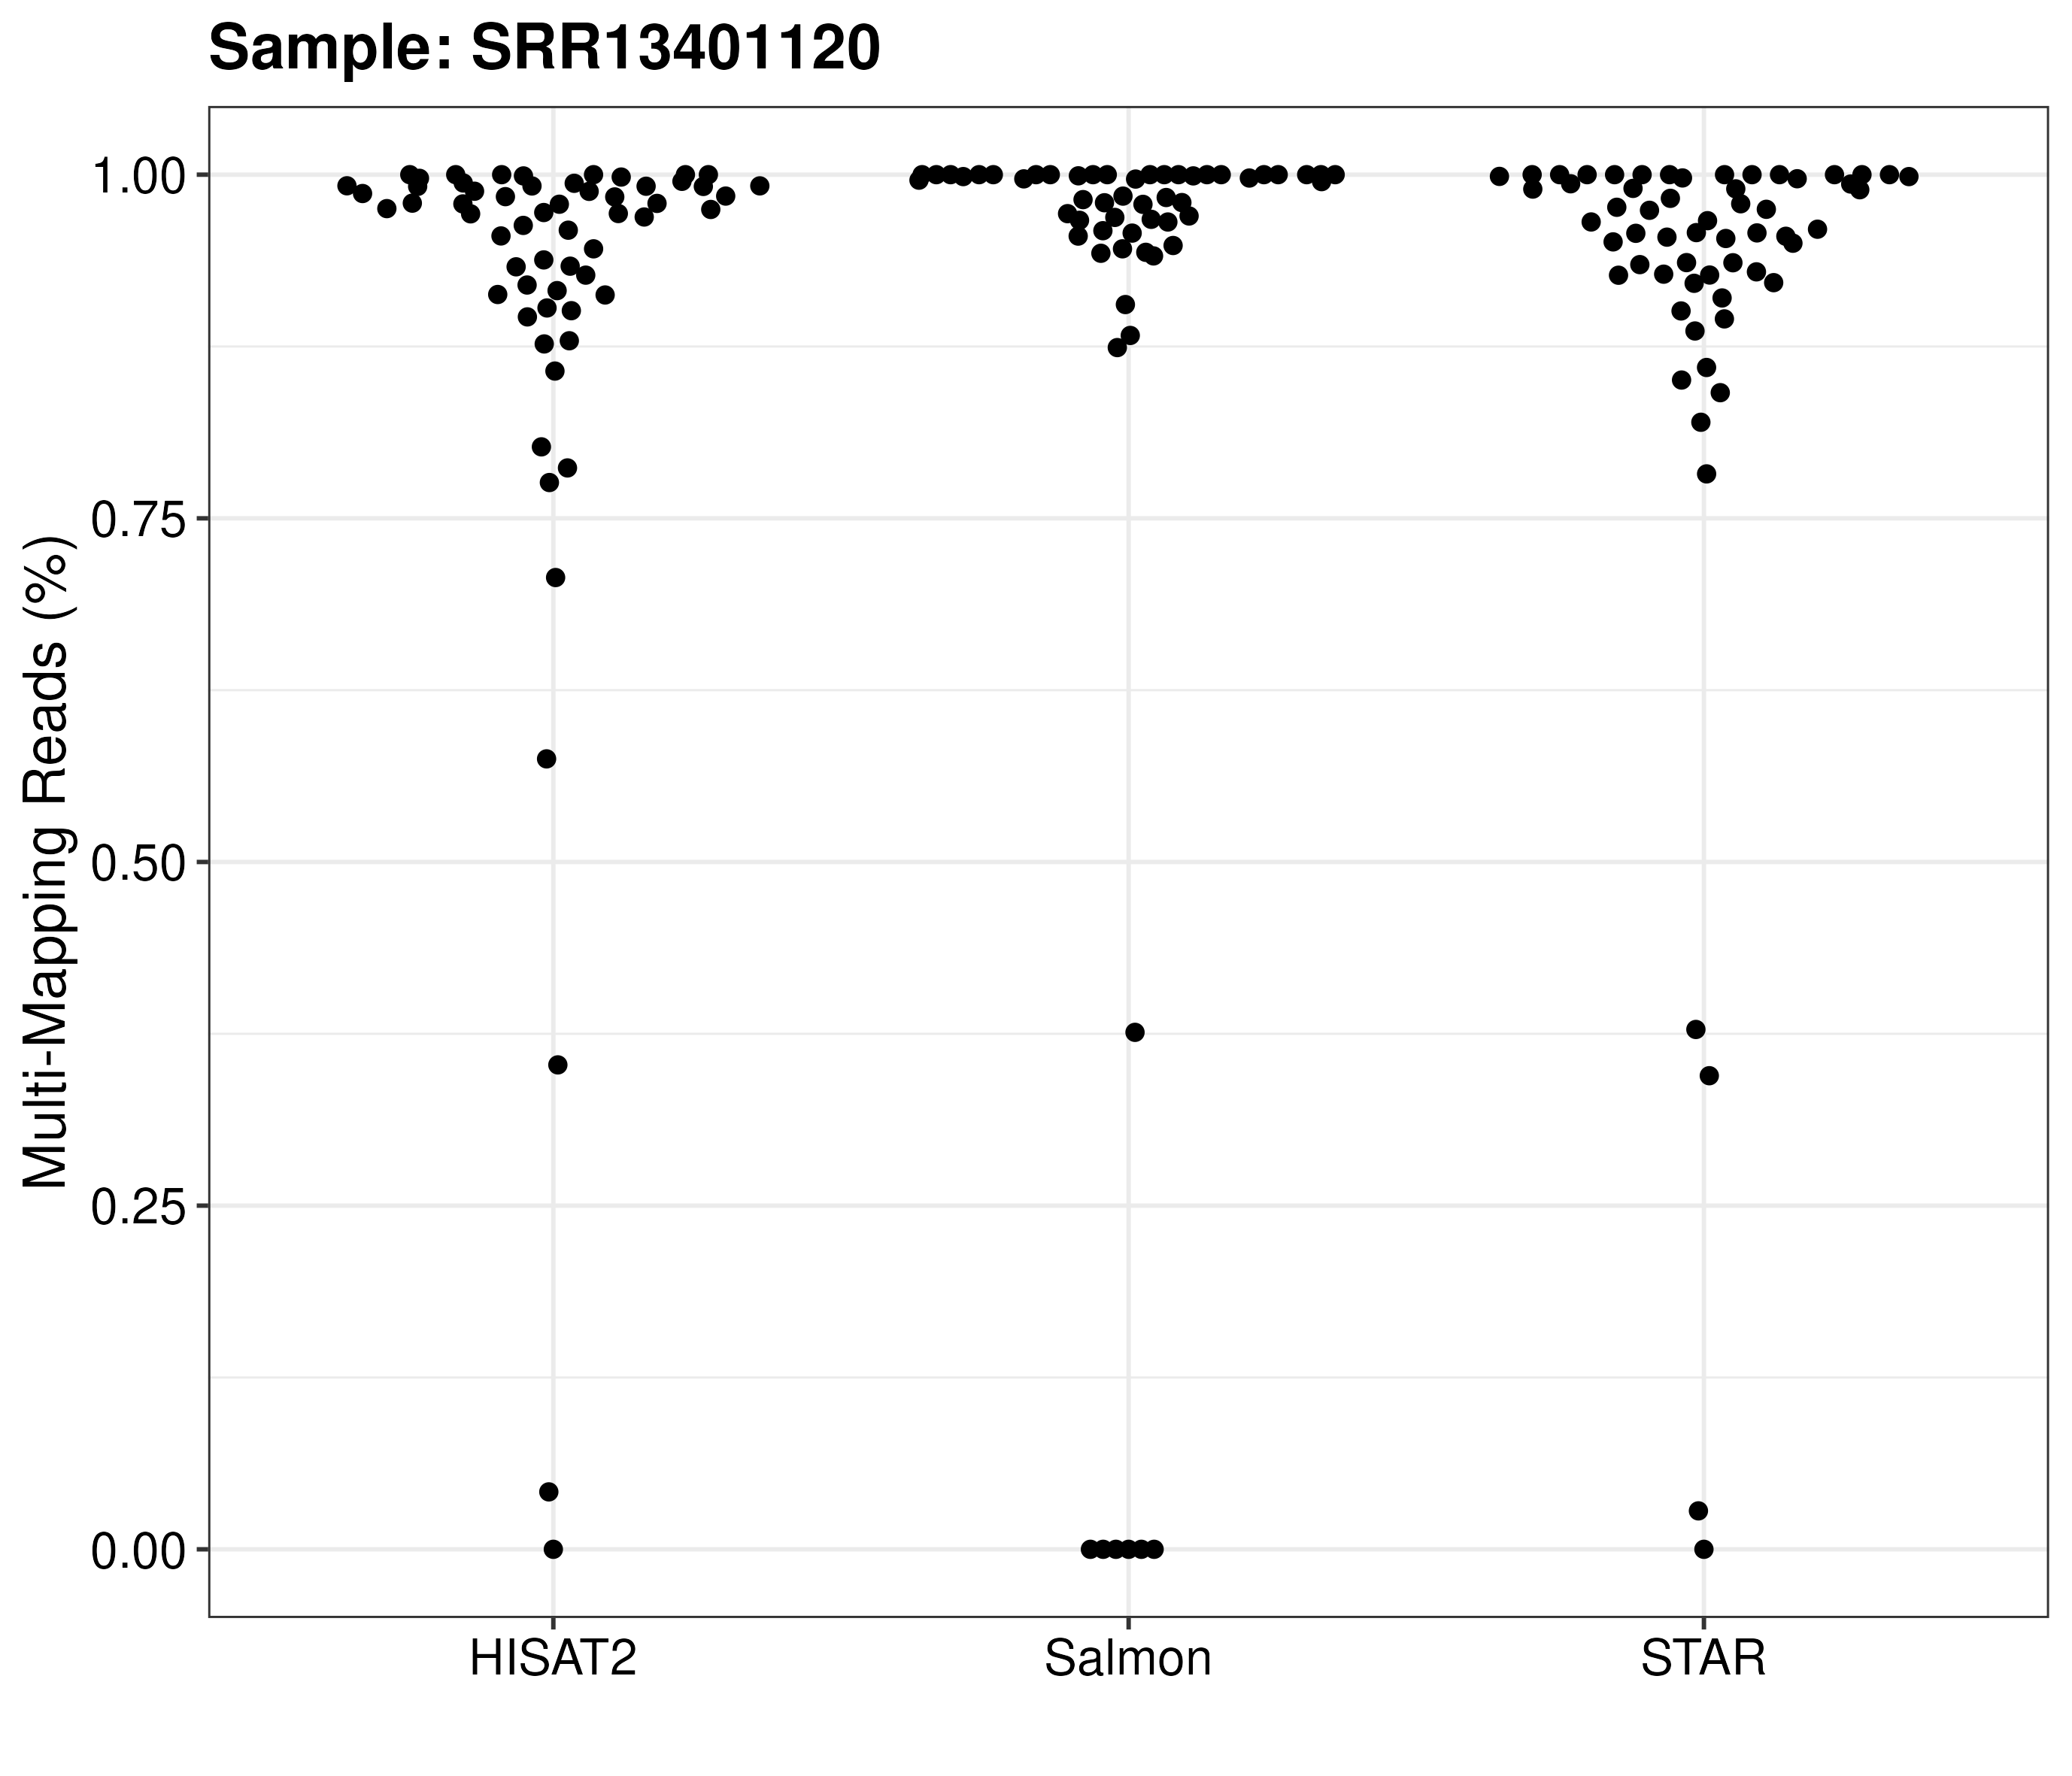 Sample: SRR13401120
Multi-Mapping Reads (%)
1.00
0.75
0.50
0.25
0.00
HISAT2
Salmon
STAR